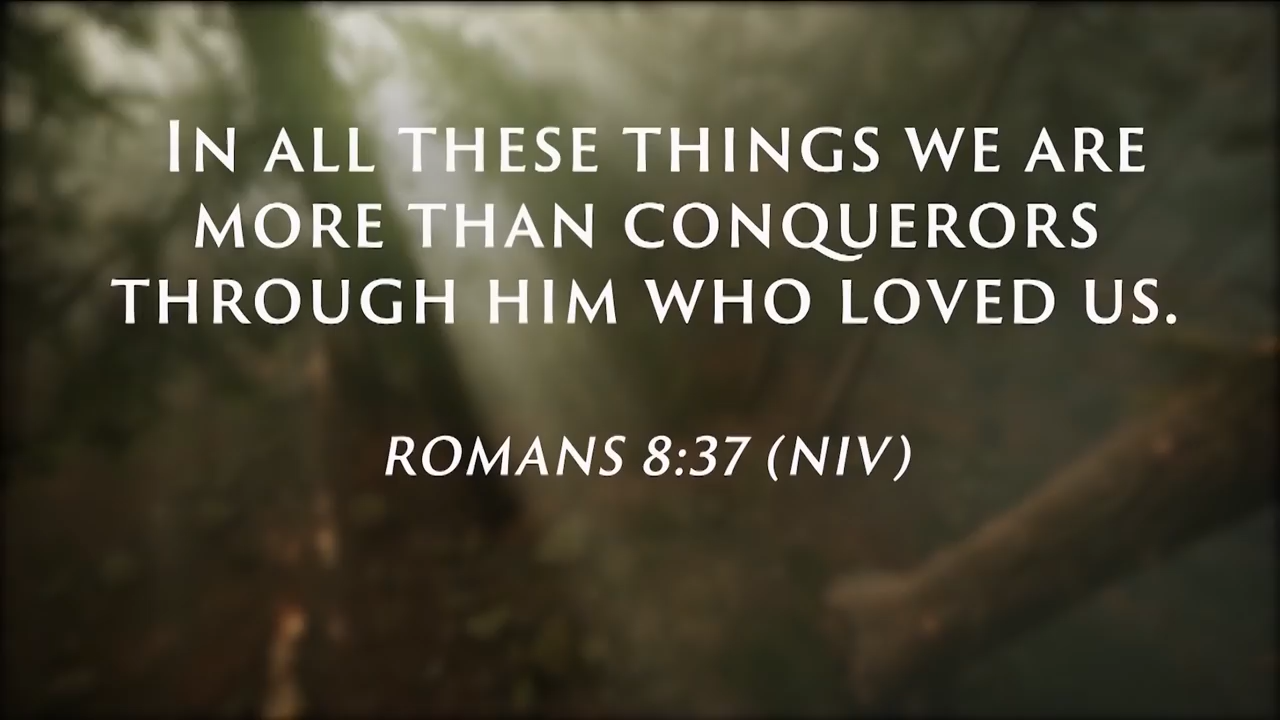 In all these things we are
more than conquerors
through him who loved us.
Romans 8:37 (NIV)